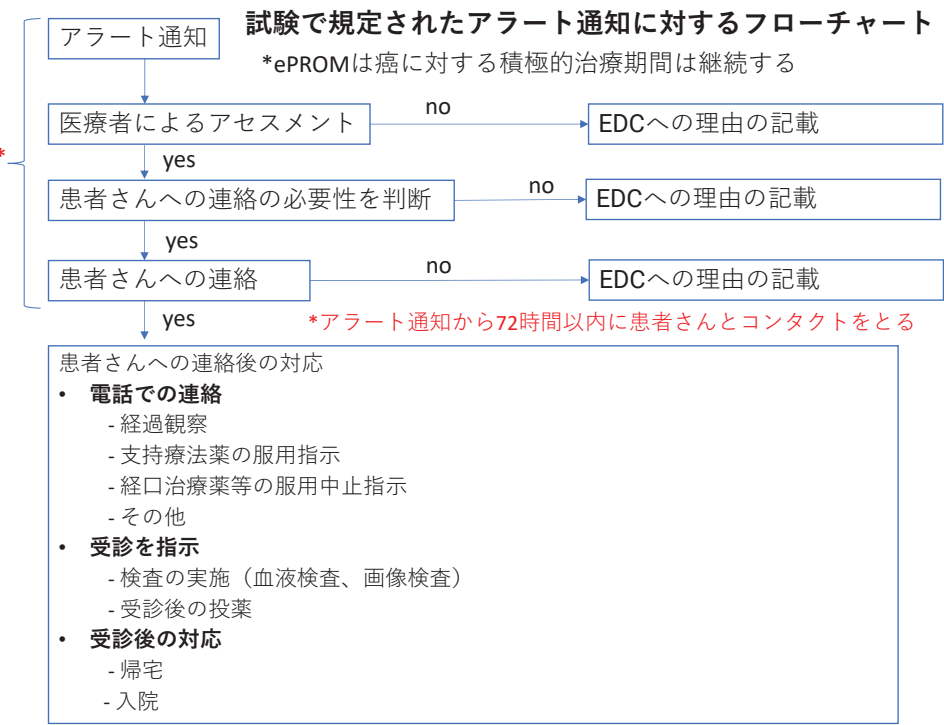 試験で規定されたアラート通知に対するフローチャート
アラート通知
*ePROMは癌に対する積極的治療期間は継続する
医療者によるアセスメント
no
EDCへの理由の記載
*
yes
患者さんへの連絡の必要性を判断
no
EDCへの理由の記載
yes
患者さんへの連絡
no
EDCへの理由の記載
yes
*アラート通知から72時間以内に患者さんとコンタクトをとる
患者さんへの連絡後の対応
• 電話での連絡
- 経過観察
- 支持療法薬の服用指示
- 経口治療薬等の服用中止指示
- その他
• 受診を指示
- 検査の実施（血液検査、画像検査）
- 受診後の投薬
• 受診後の対応
- 帰宅
- 入院